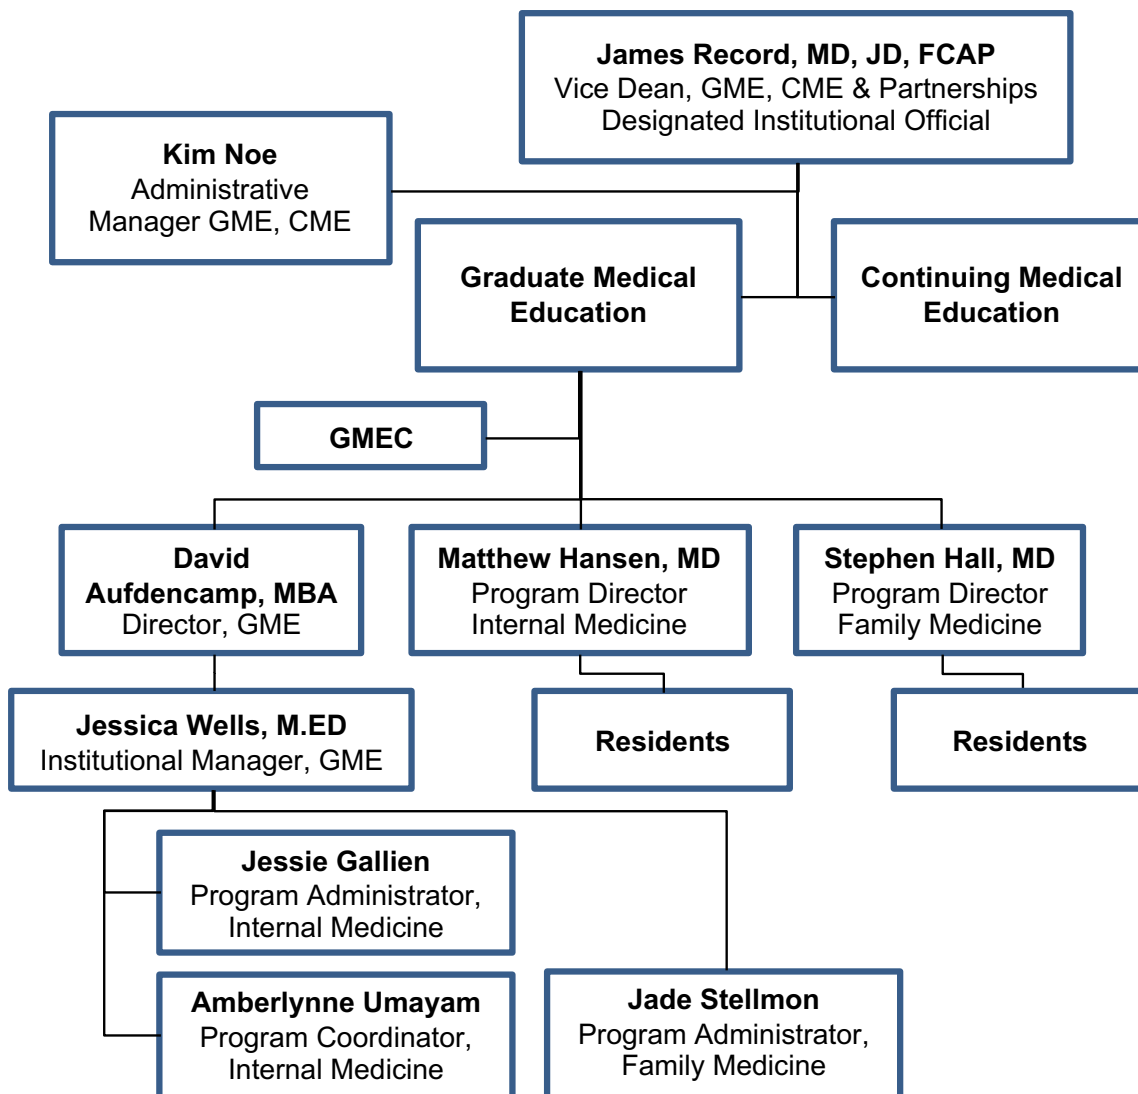 James Record, MD, JD, FCAP
Vice Dean, GME, CME & Partnerships
Designated Institutional Official
Kim Noe
Administrative
Manager GME, CME
Graduate Medical
Education
Continuing Medical
Education
GMEC
David
Aufdencamp, MBA
Director, GME
Matthew Hansen, MD
Program Director
Internal Medicine
Stephen Hall, MD
Program Director
Family Medicine
Jessica Wells, M.ED
Institutional Manager, GME
Residents
Residents
Jessie Gallien
Program Administrator,
Internal Medicine
Amberlynne Umayam
Program Coordinator,
Internal Medicine
Jade Stellmon
Program Administrator,
Family Medicine